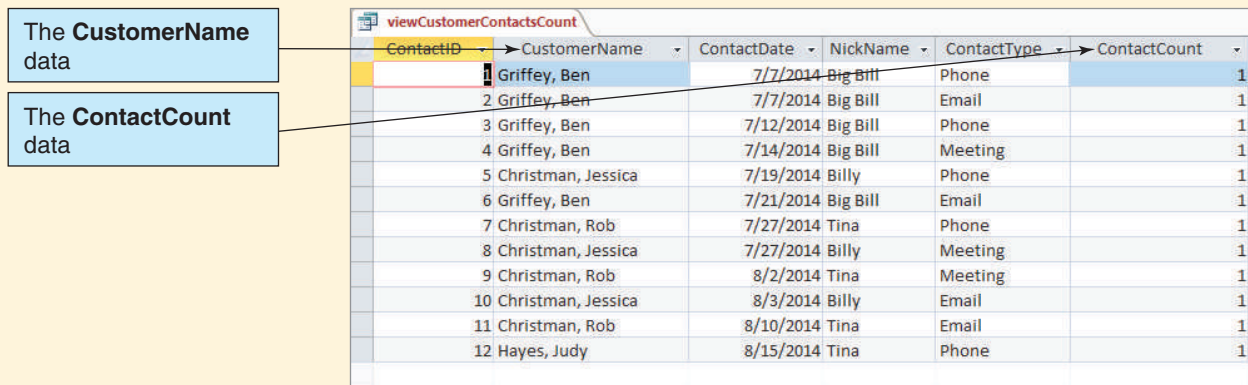 The CustomerName
data
The ContactCount
data
viewCustomerContactsCount
ContactID CustomerName ContactDate NickName ContactType ContactCount
1 Griffey, Ben 7/7/2014 Big Bill Phone 1
2 Griffey, Ben 7/7/2014 Big Bill Email 1
3 Griffey, Ben 7/12/2014 Big Bill Phone 1
4 Griffey, Ben 7/14/2014 Big Bill Meeting 1
5 Christman, Jessica 7/19/2014 Billy Phone 1
6 Griffey, Ben 7/21/2014 Big Bill Email 1
7 Christman, Rob 7/27/2014 Tina Phone 1
8 Christman, Jessica 7/27/2014 Billy Meeting 1
9 Christman, Rob 8/2/2014 Tina Meeting 1
10 Christman, Jessica 8/3/2014 Billy Email 1
11 Christman, Rob 8/10/2014 Tina Email 1
12 Hayes, Judy 8/15/2014 Tina Phone 1